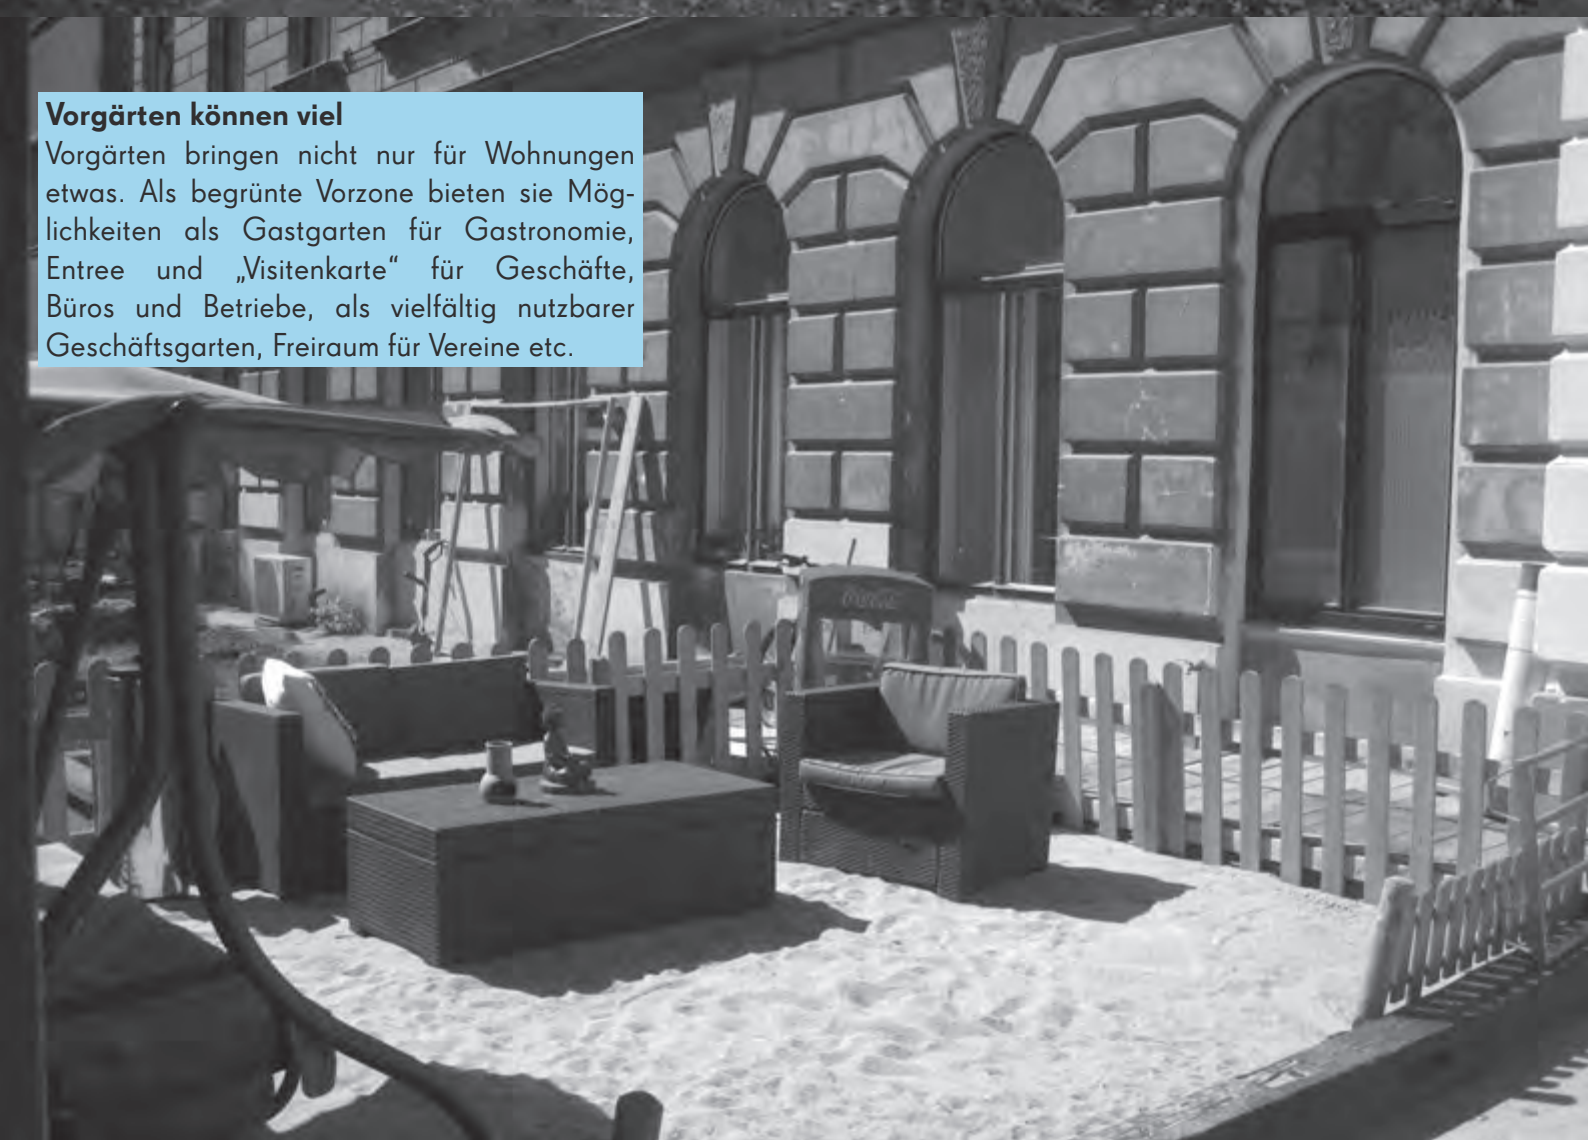 Vorgärten können viel
Vorgärten bringen nicht nur für Wohnungen
etwas. Als begrünte Vorzone bieten sie Mög-
lichkeiten als Gastgarten für Gastronomie,
Entree und „Visitenkarte“ für Geschäfte,
Büros und Betriebe, als vielfältig nutzbarer
Geschäftsgarten, Freiraum für Vereine etc.